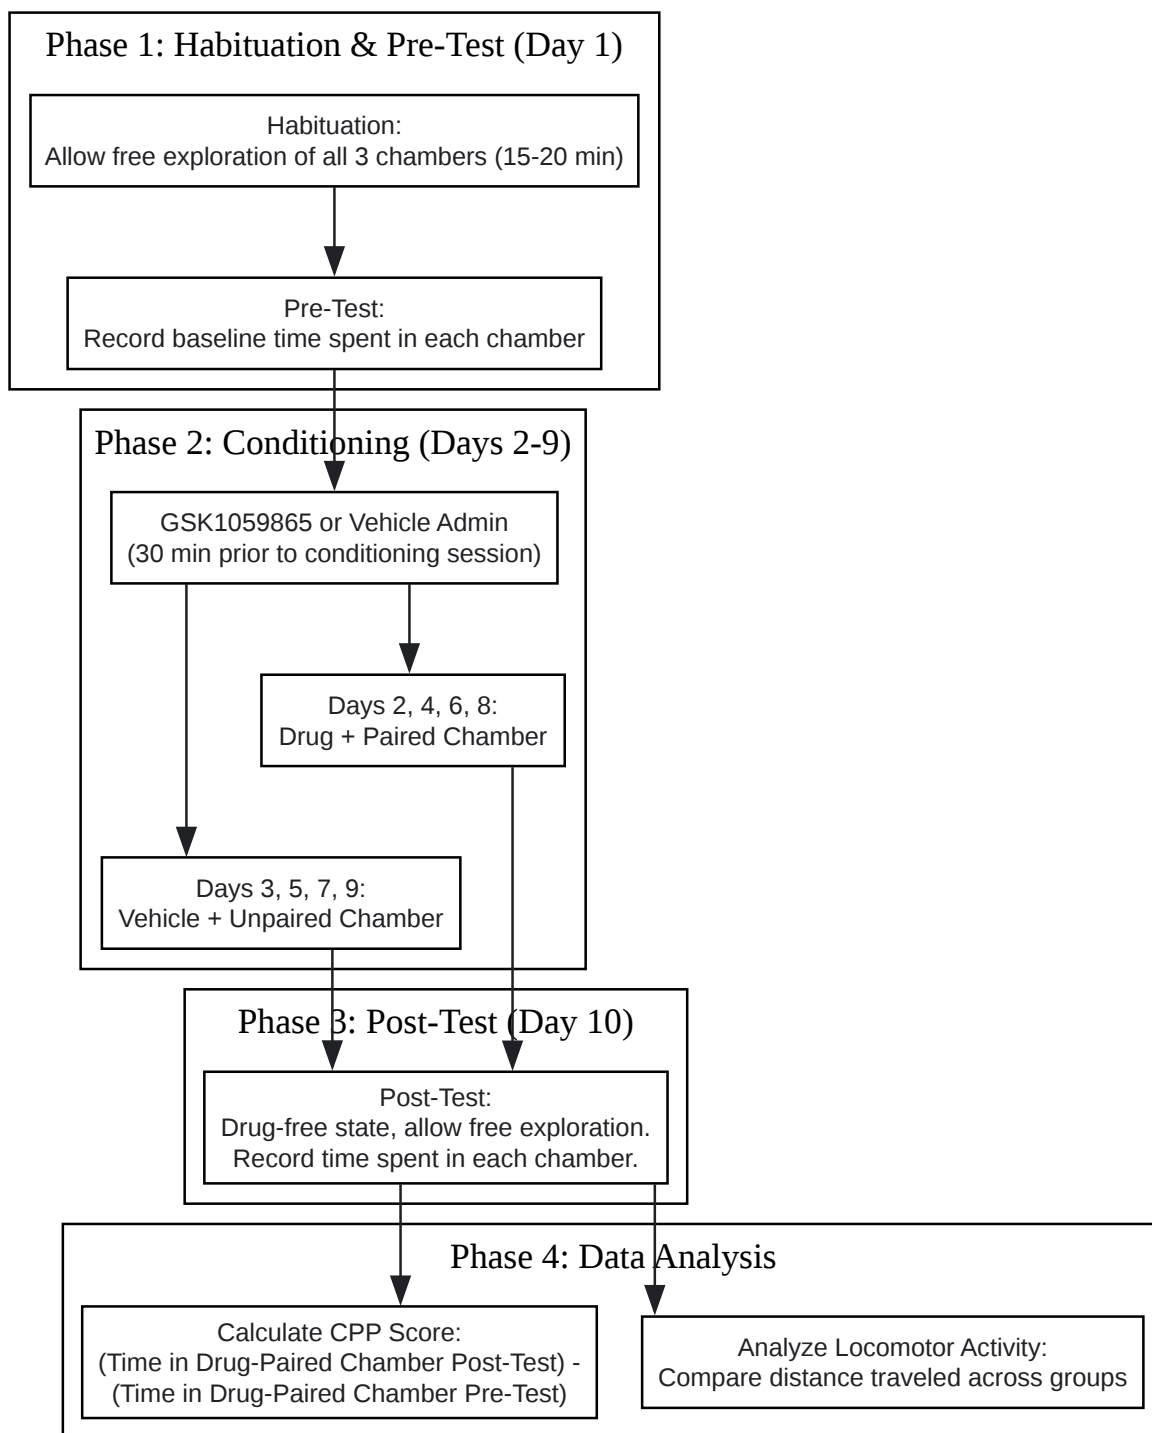 Phase 1: Habituation & Pre-Test (Day 1)
Habituation:
Allow free exploration of all 3 chambers (15-20 min)
Pre-Test:
Record baseline time spent in each chamber
Phase 2: Conditioning (Days 2-9)
GSK1059865 or Vehicle Admin
(30 min prior to conditioning session)
Days 2, 4, 6, 8:
Drug + Paired Chamber
Days 3, 5, 7, 9:
Vehicle + Unpaired Chamber
Phase 3: Post-Test (Day 10)
Post-Test:
Drug-free state, allow free exploration.
Record time spent in each chamber.
Phase 4: Data Analysis
Calculate CPP Score:
(Time in Drug-Paired Chamber Post-Test) -
(Time in Drug-Paired Chamber Pre-Test)
Analyze Locomotor Activity:
Compare distance traveled across groups